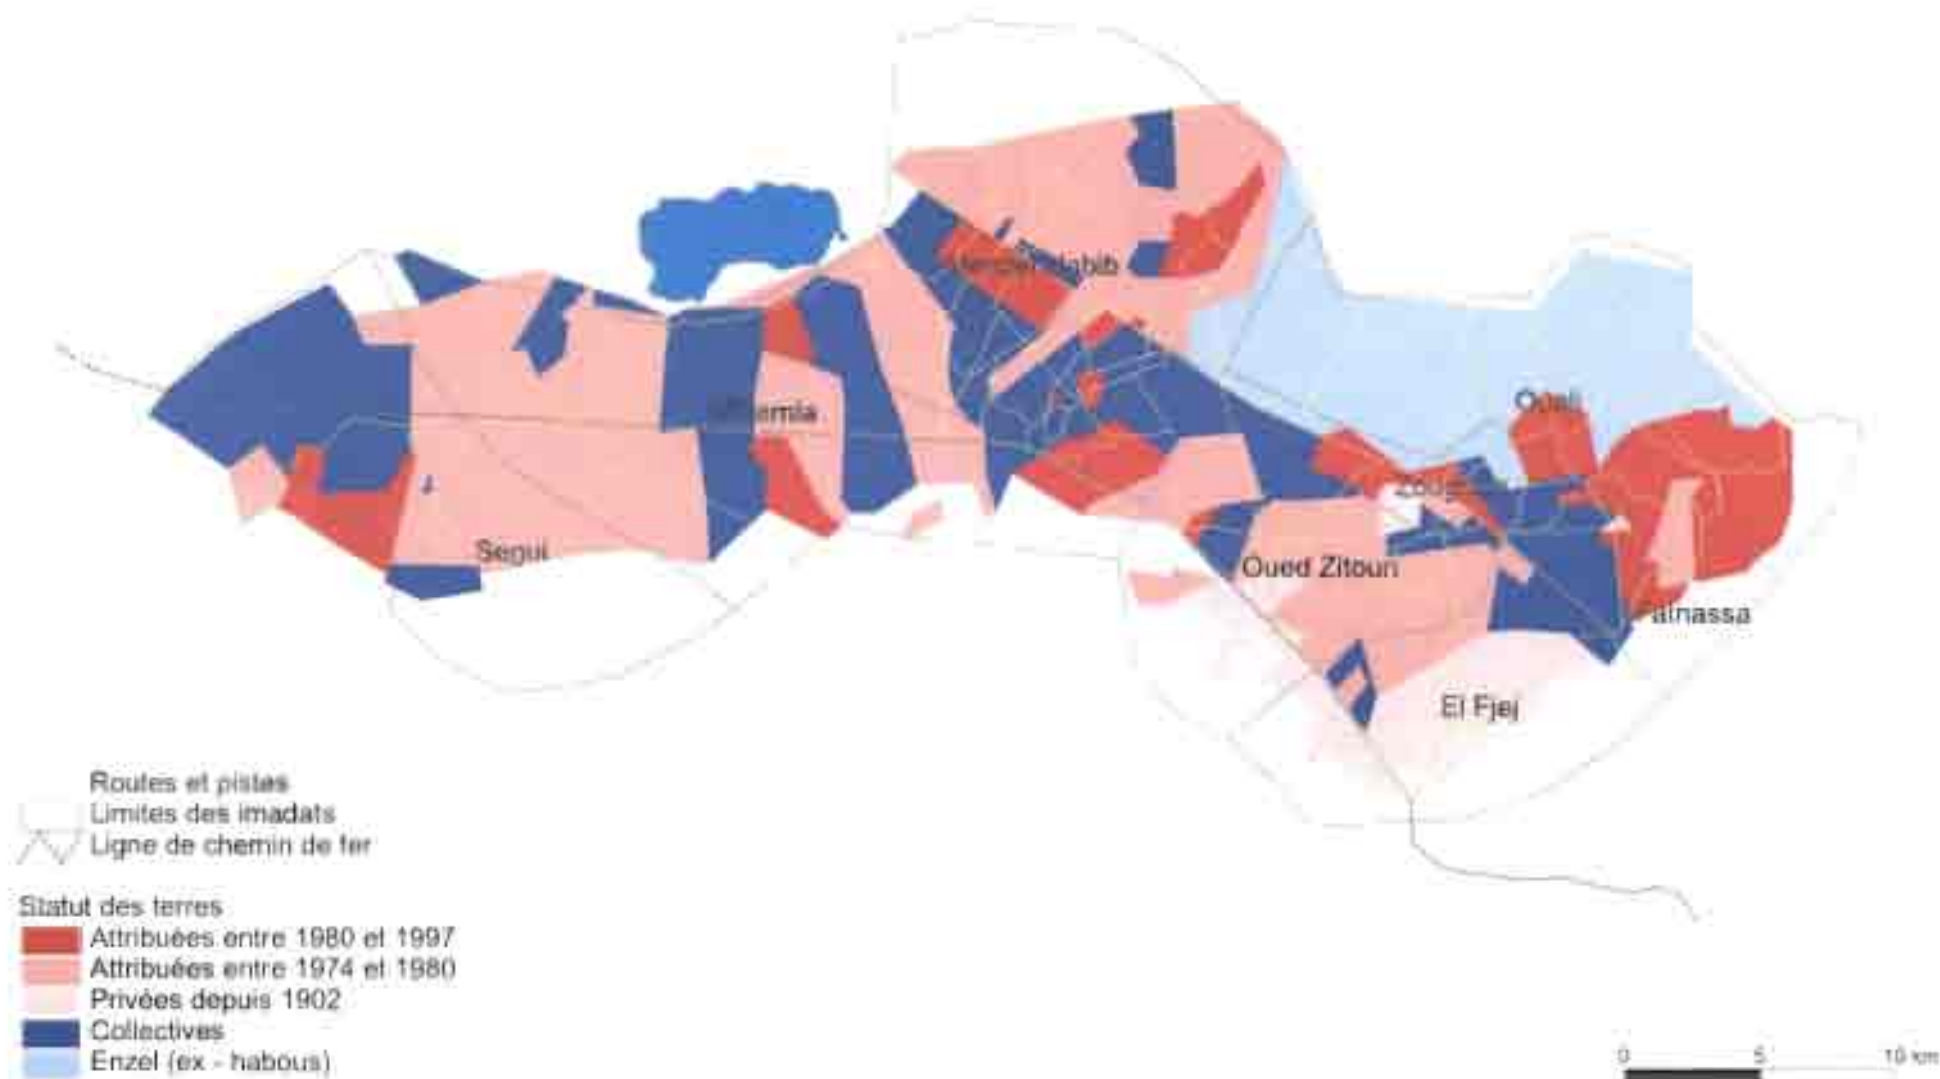 Habib
Segui
Oued Zitoun
El Fjej
Routes et pistes
Limites des imadats
Ligne de chemin de fer
Statut des terres
Attribuées entre 1980 et 1997
Attribuées entre 1974 et 1980
Privées depuis 1902
Collectives
Enzel (ex - habous)
0 5 10 km